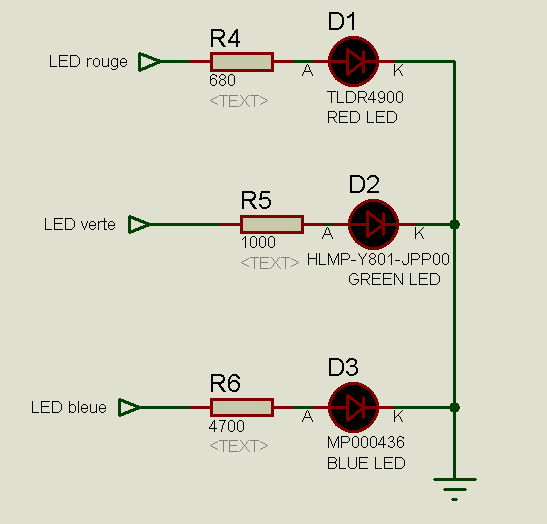 R4
D1
LED rouge
A
K
680
<TEXT>
TLDR4900
RED LED
R5
D2
LED verte
A
K
1000
<TEXT>
HLMP-Y801-JPP00
GREEN LED
R6
D3
LED bleue
A
K
4700
<TEXT>
MP000436
BLUE LED